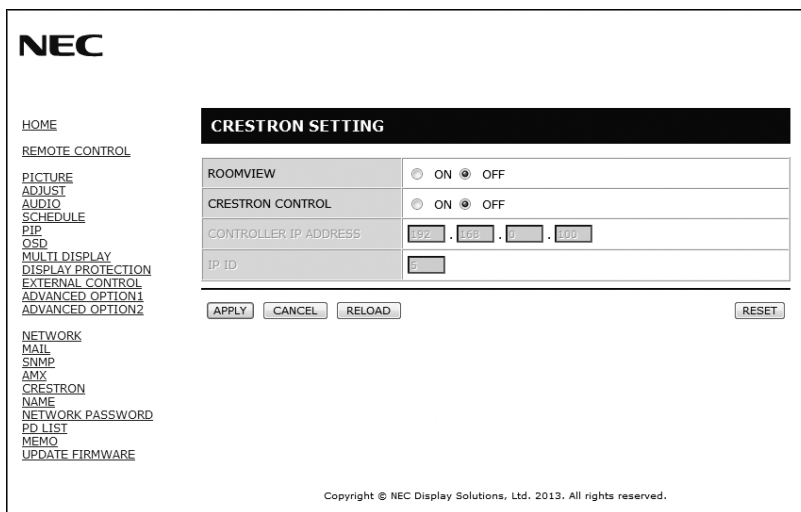 NEC
HOME
REMOTE CONTROL
PICTURE
ADJUST
AUDIO
SCHEDULE
PIP
OSD
MULTI DISPLAY
DISPLAY PROTECTION
EXTERNAL CONTROL
ADVANCED OPTION1
ADVANCED OPTION2
NETWORK
MAIL
SNMP
AMX
CRESTRON
NAME
NETWORK PASSWORD
PD LIST
MEMO
UPDATE FIRMWARE
CRESTRON SETTING
ROOMVIEW ON OFF
CRESTRON CONTROL ON OFF
CONTROLLER IP ADDRESS 192 . 168 . 0 . 100
IP ID 5
APPLY CANCEL RELOAD RESET
Copyright © NEC Display Solutions, Ltd. 2013. All rights reserved.